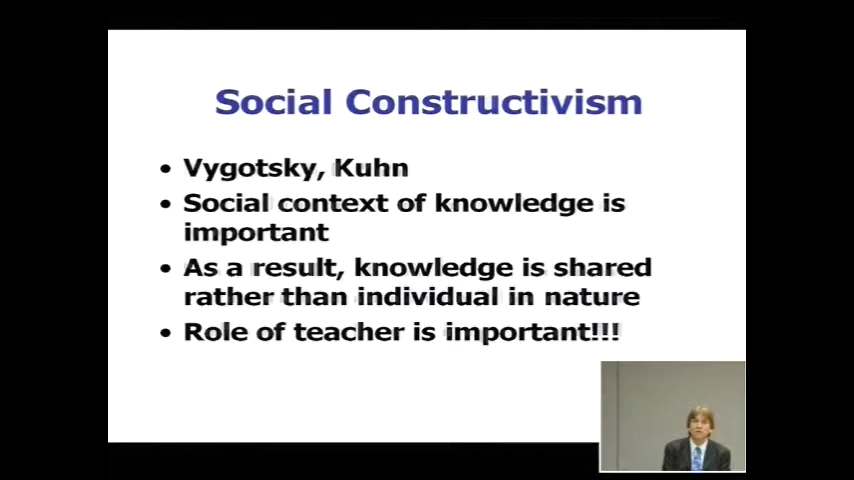 Social Constructivism
• Vygotsky, Kuhn
• Social context of knowledge is
important
• As a result, knowledge is shared
rather than individual in nature
• Role of teacher is important!!!